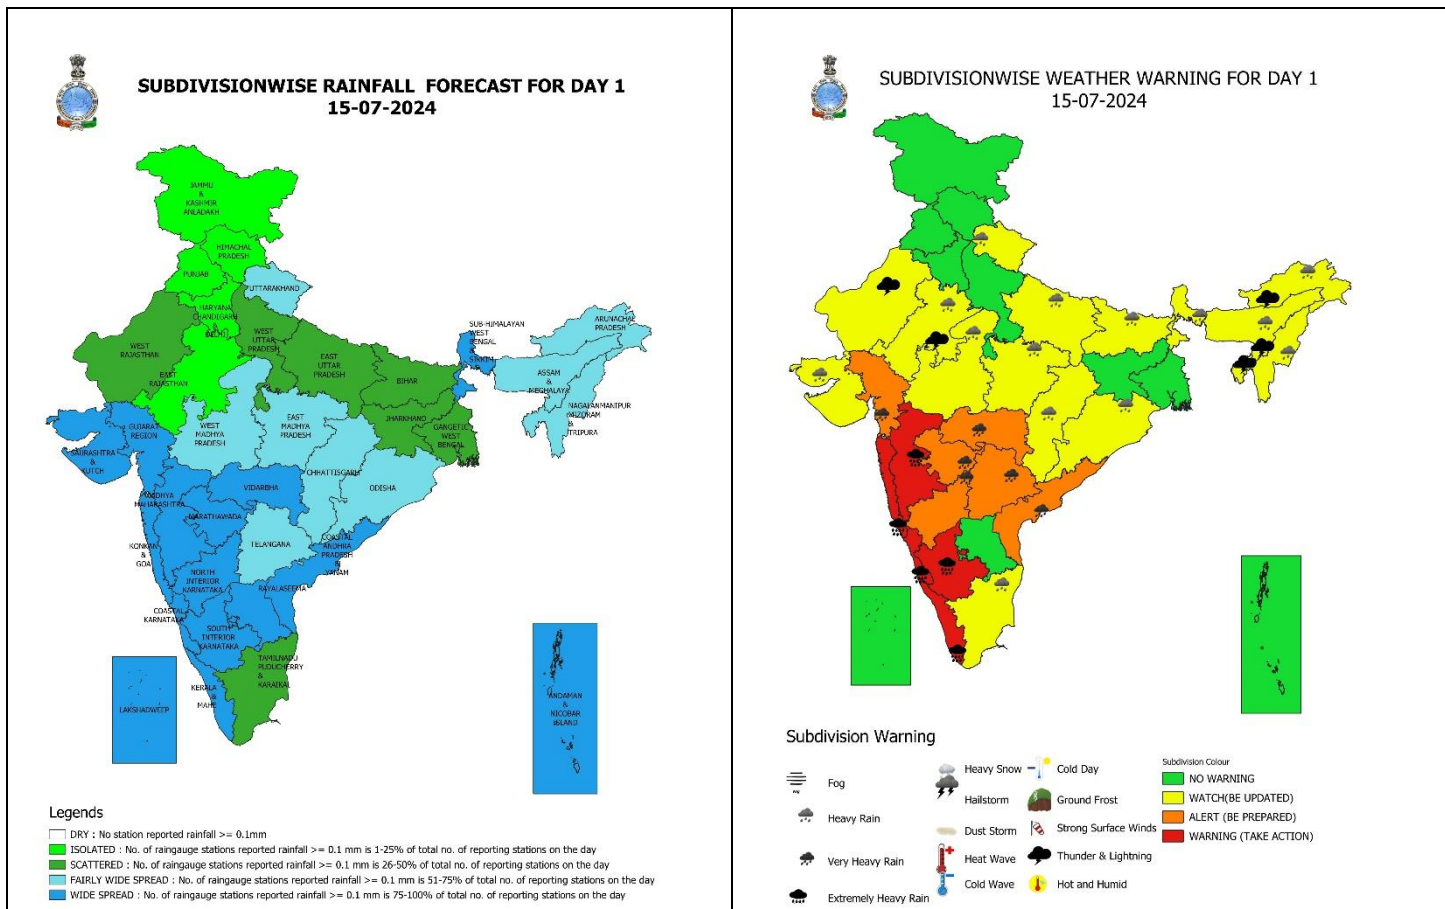 SUBDIVISIONWISE RAINFALL FORECAST FOR DAY 1
15-07-2024
JAMMU
&
KASHMIR
ANLADAKH
HIMACHAL
PRADESH
PUNJAB
UTTARAKHAND
HARYANA
CHANDIGARH
DELHI
WEST
UTTAR
PRADESH
WEST
RAJASTHAN
EAST
RAJASTHAN
EAST
UTTAR
PRADESH
BIHAR
SUB-HIMALAYAN
WEST
BENGAL
&
SIKKIM
ARUNACHAL
PRADESH
ASSAM
&
MEGHALAYA
NAGALANMANIPUR
MIZORAM
&
TRIPURA
JHARKHAND
GANGETIC
WEST
BENGAL
GUJARAT
REGION
WEST
MADHYA
PRADESH
EAST
MADHYA
PRADESH
SAURASHTRA
&
KUTCH
CHHATTISGARH
ODISHA
VIDARBHA
MADHYA
MAHARASHTRA
MARATHAWADA
TELANGANA
COASTAL
ANDHRA
PRADESH
&
YANAM
KONKAN
&
GOA
NORTH
INTERIOR
KARNATAKA
RAYALASEEMA
COASTAL
KARNATAKA
SOUTH
INTERIOR
KARNATAKA
TAMILNADU
PUDUCHERRY
&
KARAIKAL
KERALA
&
MAHE
LAKSHADWEEP
ANDAMAN
&
NICOBAR
ISLAND
Legends
DRY : No station reported rainfall >= 0.1mm
ISOLATED : No. of raingauge stations reported rainfall >= 0.1 mm is 1-25% of total no. of reporting stations on the day
SCATTERED : No. of raingauge stations reported rainfall >= 0.1 mm is 26-50% of total no. of reporting stations on the day
FAIRLY WIDE SPREAD : No. of raingauge stations reported rainfall >= 0.1 mm is 51-75% of total no. of reporting stations on the day
WIDE SPREAD : No. of raingauge stations reported rainfall >= 0.1 mm is 75-100% of total no. of reporting stations on the day
SUBDIVISIONWISE WEATHER WARNING FOR DAY 1
15-07-2024
Subdivision Warning
Fog
Heavy Rain
Very Heavy Rain
Extremely Heavy Rain
Heavy Snow
Hailstorm
Dust Storm
Heat Wave
Cold Wave
Cold Day
Ground Frost
Strong Surface Winds
Thunder & Lightning
Hot and Humid
Subdivision Colour
NO WARNING
WATCH(BE UPDATED)
ALERT (BE PREPARED)
WARNING (TAKE ACTION)